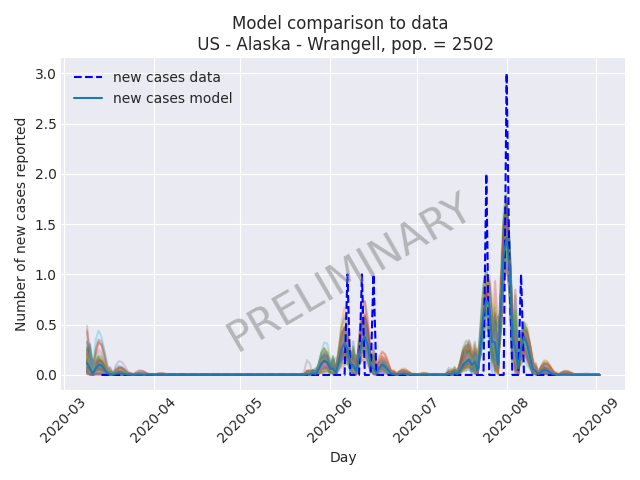 Model comparison to data
US - Alaska - Wrangell, pop. = 2502
new cases data
new cases model
3.0
2.5
2.0
1.5
1.0
0.5
0.0
Number of new cases reported
PRELIMINARY
2020-03
2020-04
2020-05
2020-06
2020-07
2020-08
2020-09
Day